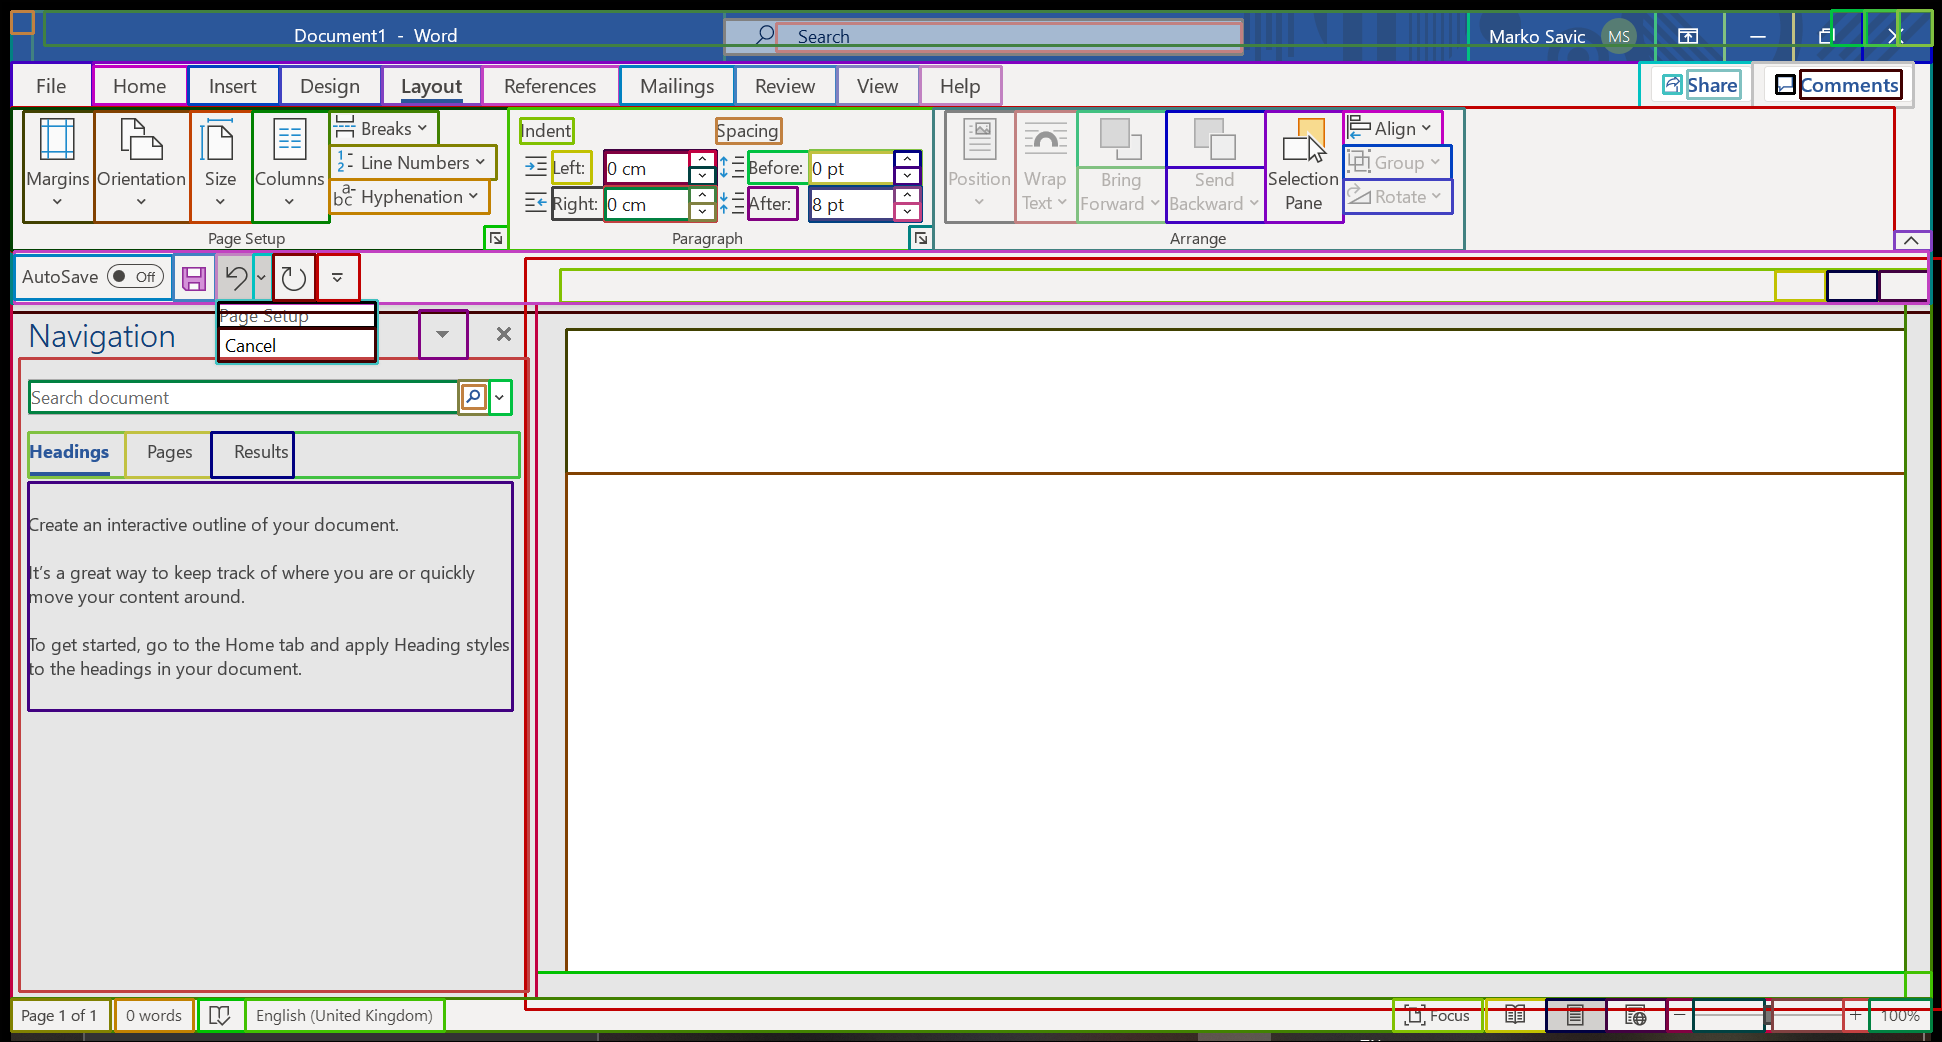 Document1 - Word
Search
Marko Savic
MS
File
Home
Insert
Design
Layout
References
Mailings
Review
View
Help
Share
Comments
Margins
Orientation
Size
Columns
Breaks
Line Numbers
Hyphenation
Page Setup
Indent
Left:
0 cm
Right:
0 cm
Spacing
Before:
0 pt
After:
8 pt
Paragraph
Position
Wrap
Text
Bring
Forward
Send
Backward
Selection
Pane
Align
Group
Rotate
Arrange
AutoSave
Off
Page Setup
Cancel
Navigation
Search document
Headings
Pages
Results
Create an interactive outline of your document.
It's a great way to keep track of where you are or quickly
move your content around.
To get started, go to the Home tab and apply Heading styles
to the headings in your document.
Page 1 of 1
0 words
English (United Kingdom)
Focus
100%